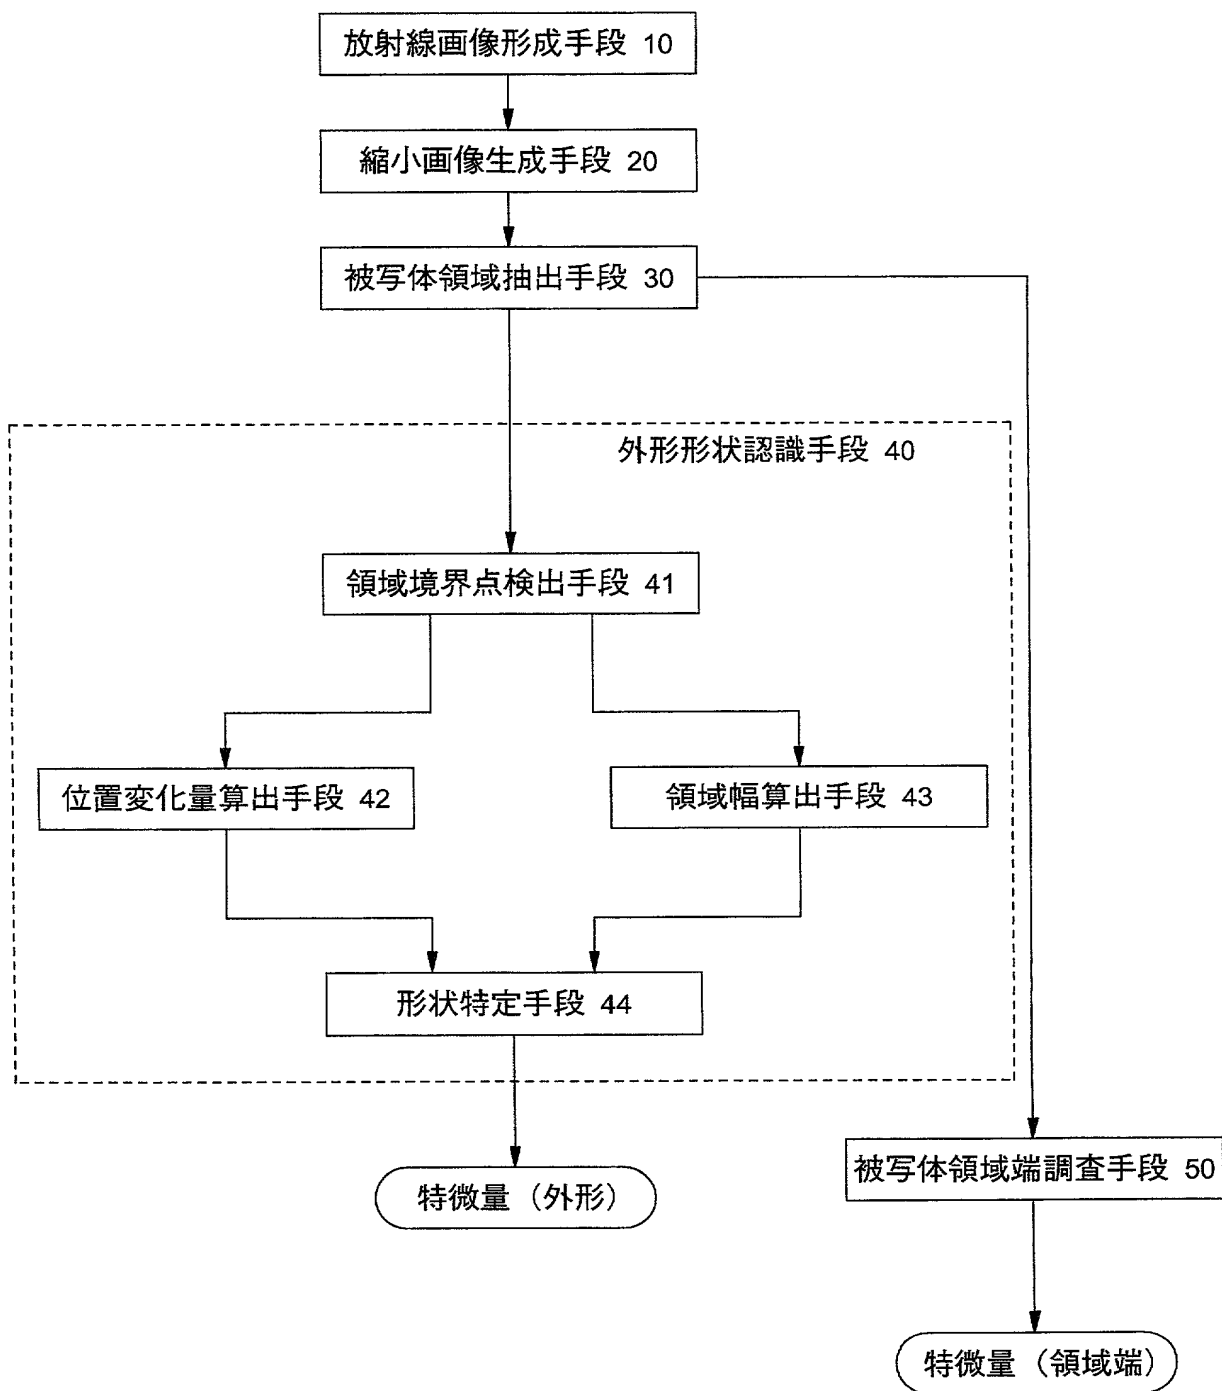 放射線画像形成手段 10
縮小画像生成手段 20
被写体領域抽出手段 30
外形形状認識手段 40
領域境界点検出手段 41
位置変化量算出手段 42
領域幅算出手段 43
形状特定手段 44
被写体領域端調査手段 50
特微量（外形）
特微量（領域端）